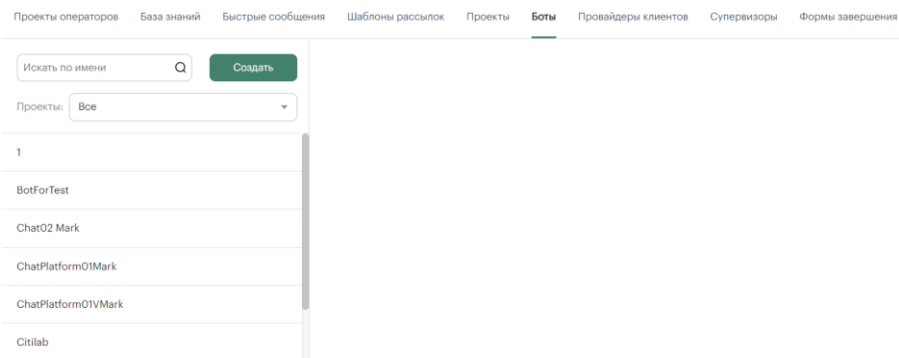 Проекты операторов База знаний Быстрые сообщения Шаблоны рассылок Проекты Боты Провайдеры клиентов Супервизоры Формы завершения
Искать по имени Создать
Проекты: Все
1
BotForTest
Chat02 Mark
ChatPlatform01Mark
ChatPlatform01VMark
Citilab